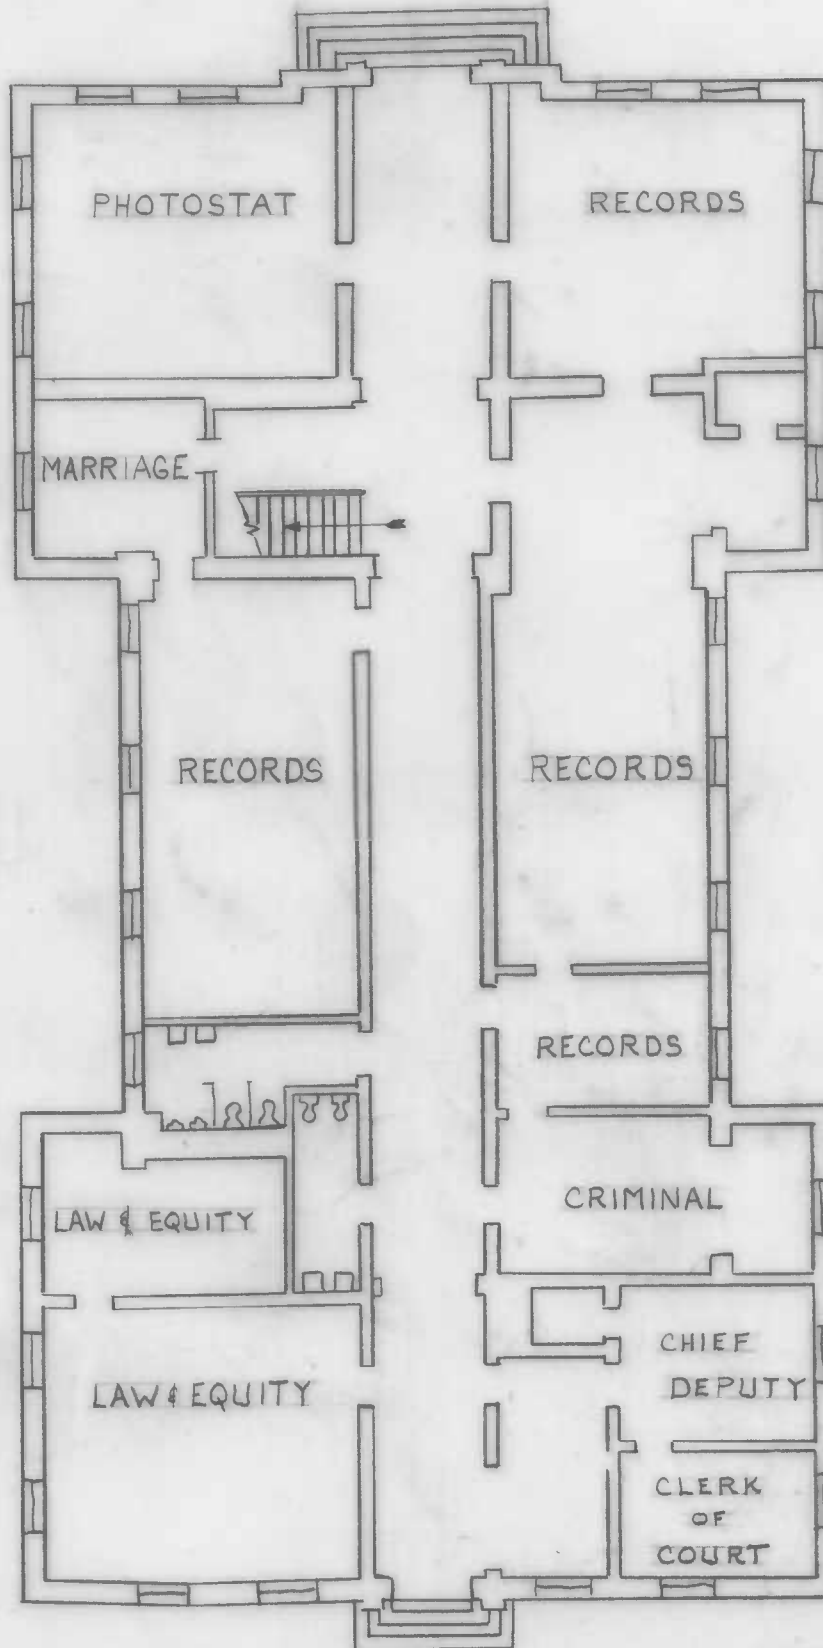 PHOTOSTAT
RECORDS
MARRIAGE
RECORDS
RECORDS
RECORDS
LAW & EQUITY
CRIMINAL
LAW & EQUITY
CHIEF
DEPUTY
CLERK
OF
COURT